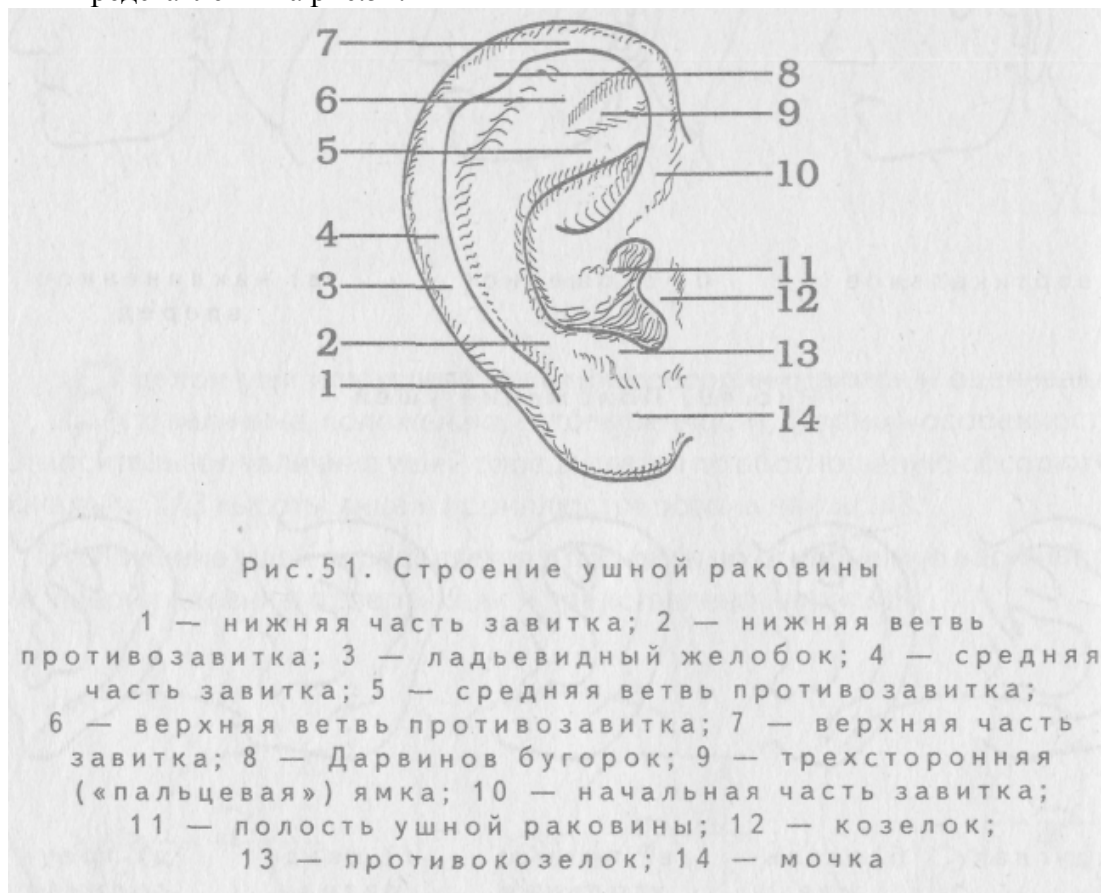 7
8
6
9
5
10
4
11
3
12
2
13
1
14
Рис.51. Строение ушной раковины
1 — нижняя часть завитка; 2 — нижняя ветвь
противозавитка; 3 — ладьевидный желобок; 4 — средняя
часть завитка; 5 — средняя ветвь противозавитка;
6 — верхняя ветвь противозавитка; 7 — верхняя часть
завитка; 8 — Дарвинов бугорок; 9 — трехсторонняя
(«пальцевая») ямка; 10 — начальная часть завитка;
11 — полость ушной раковины; 12 — козелок;
13 — противокозелок; 14 — мочка